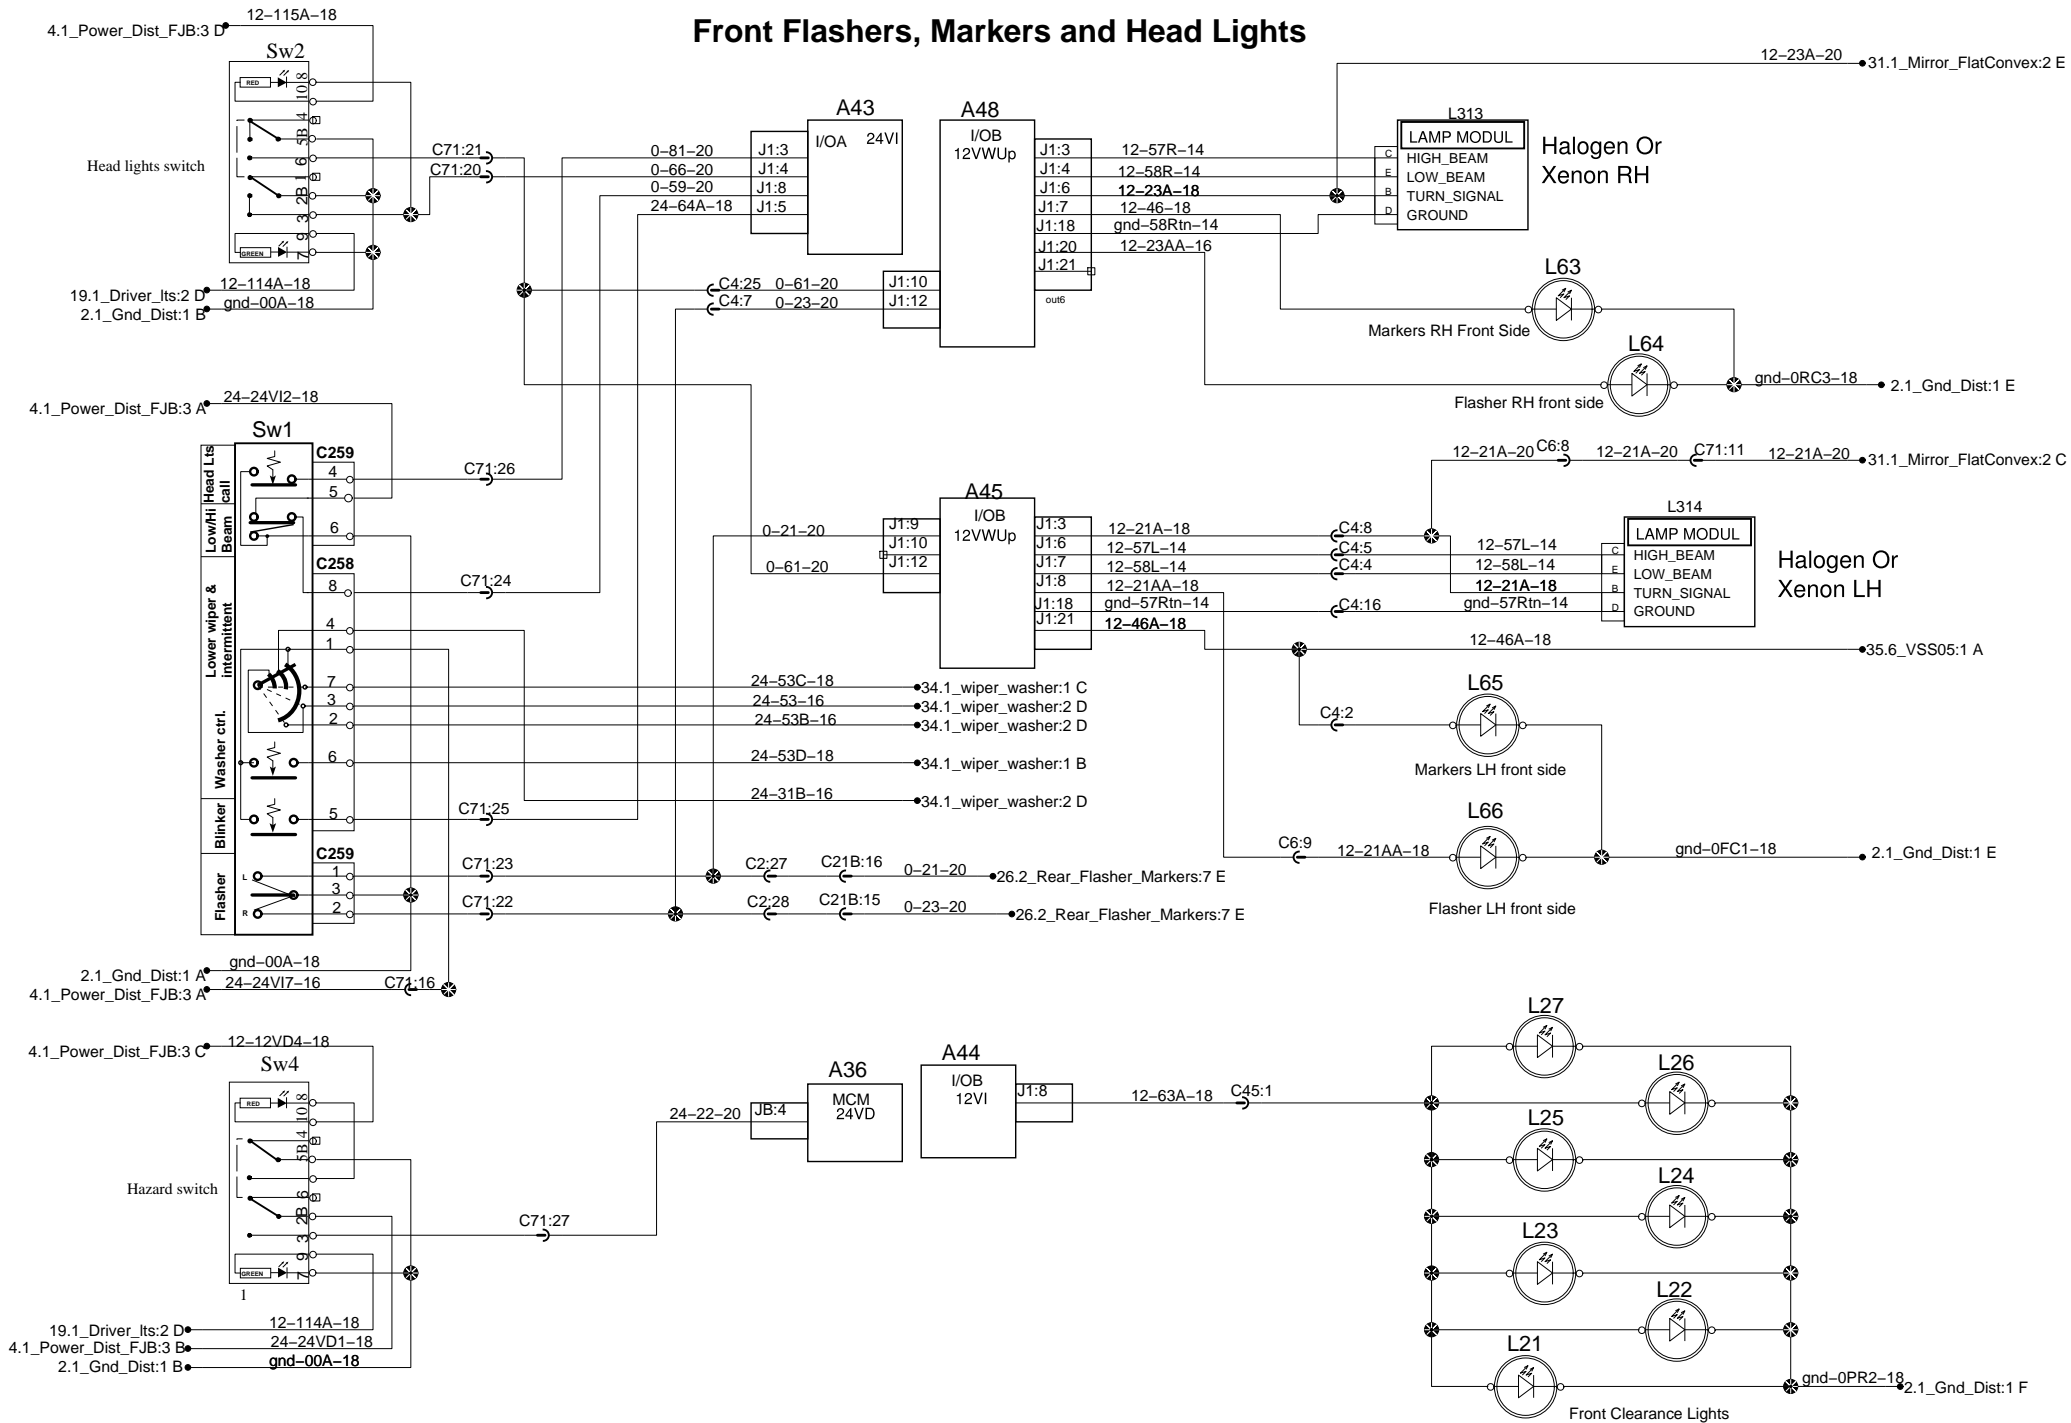 Front Flashers, Markers and Head Lights
12–115A–18
4.1_Power_Dist_FJB:3 D
Sw2
RED
8
10
4
5B
6
1
2B
3
9
7
GREEN
Head lights switch
12–114A–18
19.1_Driver_lts:2 D
gnd–00A–18
2.1_Gnd_Dist:1 B
C71:21
C71:20
A43
I/OA 24VI
0–81–20 J1:3
0–66–20 J1:4
0–59–20 J1:8
24–64A–18 J1:5
A48
I/OB
12VWUp
C4:25 0–61–20 J1:10
C4:7 0–23–20 J1:12
J1:3 12–57R–14
J1:4 12–58R–14
J1:6 12–23A–18
J1:7 12–46–18
J1:18 gnd–58Rtn–14
J1:20 12–23AA–16
J1:21
out6
12–23A–20
31.1_Mirror_FlatConvex:2 E
L313
LAMP MODUL
C HIGH_BEAM
E LOW_BEAM
B TURN_SIGNAL
D GROUND
Halogen Or
Xenon RH
L63
Markers RH Front Side
L64
Flasher RH front side
gnd–0RC3–18
2.1_Gnd_Dist:1 E
24–24VI2–18
4.1_Power_Dist_FJB:3 A
Sw1
Head Lts
call
Low/Hi
Beam
Lower wiper &
intermittent
Washer ctrl.
Blinker
Flasher
C259
4
5
6
C258
8
4
1
7
3
2
6
5
C259
1
3
2
L
R
C71:26
C71:24
C71:25
C71:23
C71:22
24–53C–18 34.1_wiper_washer:1 C
24–53–16 34.1_wiper_washer:2 D
24–53B–16 34.1_wiper_washer:2 D
24–53D–18 34.1_wiper_washer:1 B
24–31B–16 34.1_wiper_washer:2 D
C2:27 C21B:16 0–21–20 26.2_Rear_Flasher_Markers:7 E
C2:28 C21B:15 0–23–20 26.2_Rear_Flasher_Markers:7 E
gnd–00A–18
2.1_Gnd_Dist:1 A
24–24VI7–16 C71:16
4.1_Power_Dist_FJB:3 A
A45
I/OB
12VWUp
0–21–20 J1:9
J1:10
0–61–20 J1:12
J1:3 12–21A–18 C4:8
J1:6 12–57L–14 C4:5 12–57L–14
J1:7 12–58L–14 C4:4 12–58L–14
J1:8 12–21AA–18 12–21A–18
J1:18 gnd–57Rtn–14 C4:16 gnd–57Rtn–14
J1:21 12–46A–18
12–21A–20 C6:8 12–21A–20 C71:11 12–21A–20 31.1_Mirror_FlatConvex:2 C
L314
LAMP MODUL
C HIGH_BEAM
E LOW_BEAM
B TURN_SIGNAL
D GROUND
Halogen Or
Xenon LH
12–46A–18 35.6_VSS05:1 A
L65
C4:2
Markers LH front side
L66
C6:9 12–21AA–18
Flasher LH front side
gnd–0FC1–18 2.1_Gnd_Dist:1 E
12–12VD4–18
4.1_Power_Dist_FJB:3 C
Sw4
RED
8
10
4
5B
6
2B
3
9
7
GREEN
1
Hazard switch
C71:27
12–114A–18
19.1_Driver_lts:2 D
24–24VD1–18
4.1_Power_Dist_FJB:3 B
gnd–00A–18
2.1_Gnd_Dist:1 B
24–22–20 JB:4
A36
MCM
24VD
A44
I/OB
12VI
J1:8
12–63A–18 C45:1
L27
L26
L25
L24
L23
L22
L21
gnd–0PR2–18 2.1_Gnd_Dist:1 F
Front Clearance Lights